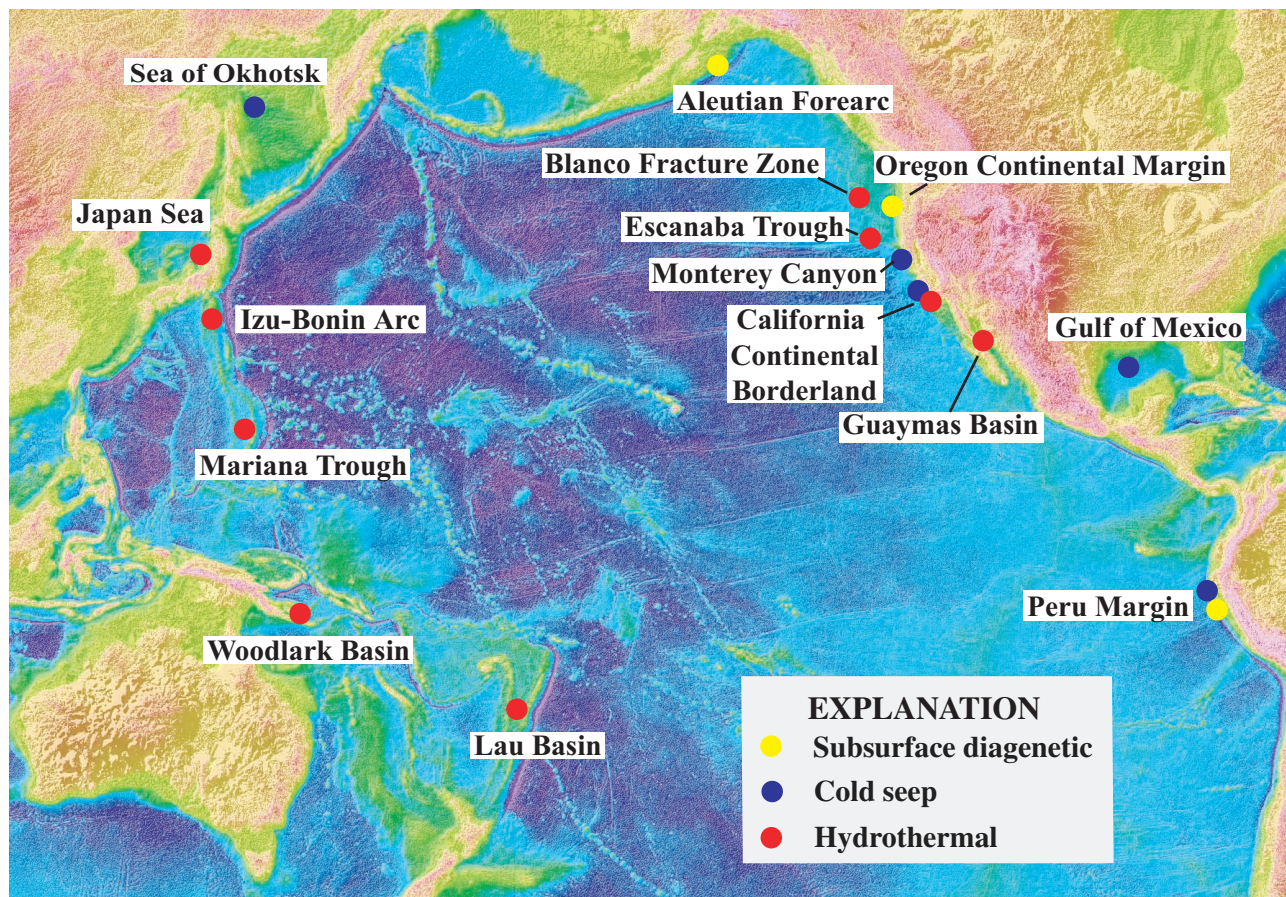 Sea of Okhotsk
Aleutian Forearc
Blanco Fracture Zone
Oregon Continental Margin
Japan Sea
Escanaba Trough
Monterey Canyon
Izu-Bonin Arc
California
Continental
Borderland
Gulf of Mexico
Guaymas Basin
Mariana Trough
Peru Margin
Woodlark Basin
Lau Basin
EXPLANATION
Subsurface diagenetic
Cold seep
Hydrothermal